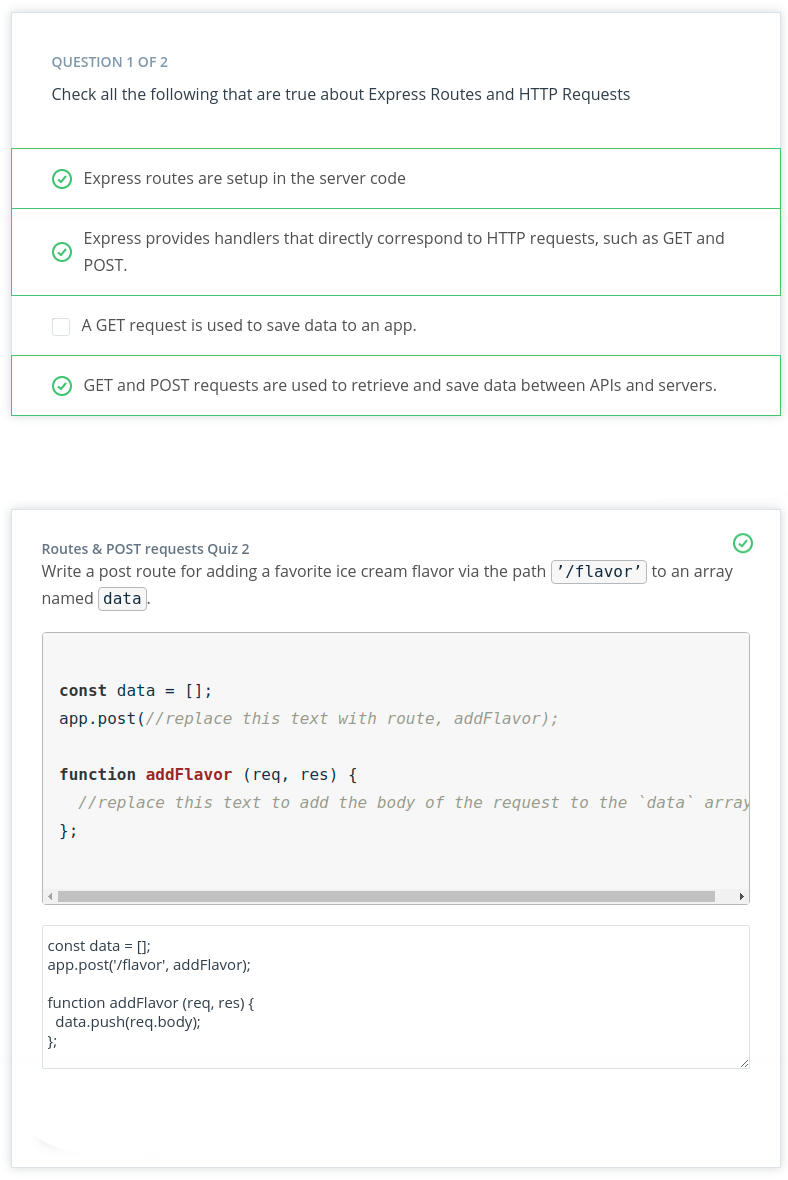 QUESTION 1 OF 2
Check all the following that are true about Express Routes and HTTP Requests
Express routes are setup in the server code
Express provides handlers that directly correspond to HTTP requests, such as GET and
POST.
A GET request is used to save data to an app.
GET and POST requests are used to retrieve and save data between APIs and servers.
Routes & POST requests Quiz 2
Write a post route for adding a favorite ice cream flavor via the path ’/flavor’ to an array
named data.
const data = [];
app.post(//replace this text with route, addFlavor);
function addFlavor (req, res) {
  //replace this text to add the body of the request to the `data` array
};
const data = [];
app.post('/flavor', addFlavor);
function addFlavor (req, res) {
  data.push(req.body);
};